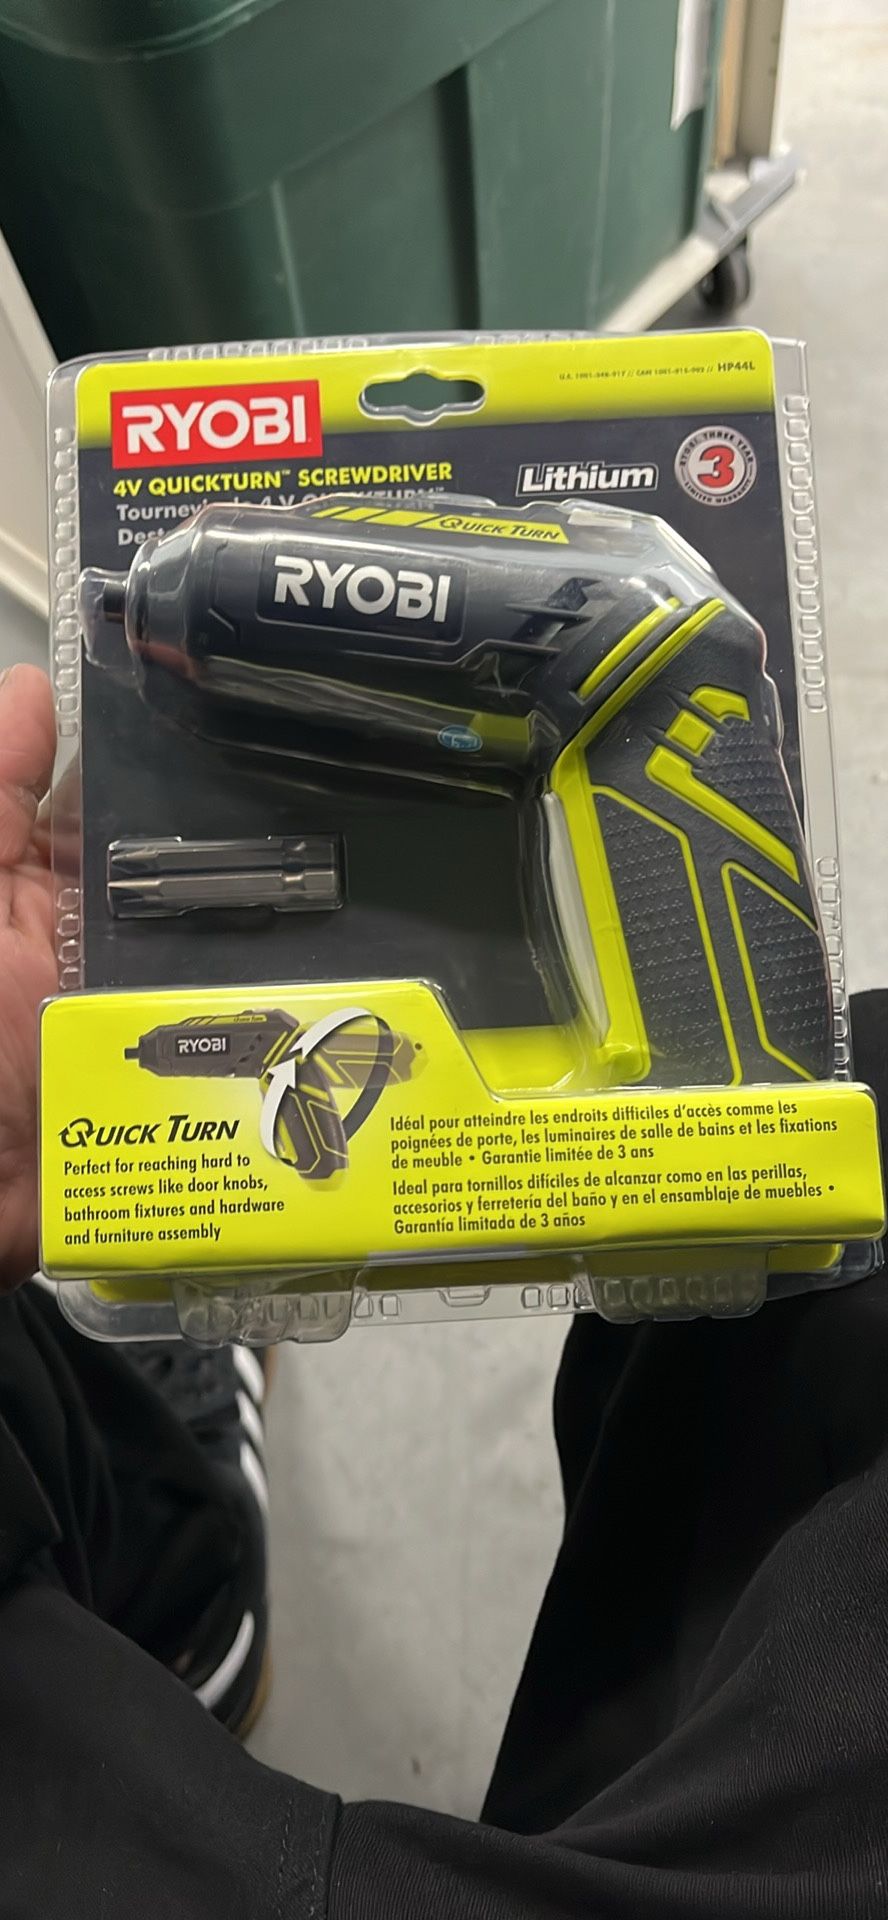 HP44L
RYOBI
4V QUICKTURN™ SCREWDRIVER
Lithium
3
QUICK TURN
RYOBI
RYOBI
QUICK TURN
Perfect for reaching hard to
access screws like door knobs,
bathroom fixtures and hardware
and furniture assembly
Idéal pour atteindre les endroits difficiles d'accès comme les
poignées de porte, les luminaires de salle de bains et les fixations
de meuble • Garantie limitée de 3 ans
Ideal para tornillos difíciles de alcanzar como en las perillas,
accesorios y ferretería del baño y en el ensamblaje de muebles •
Garantía limitada de 3 años